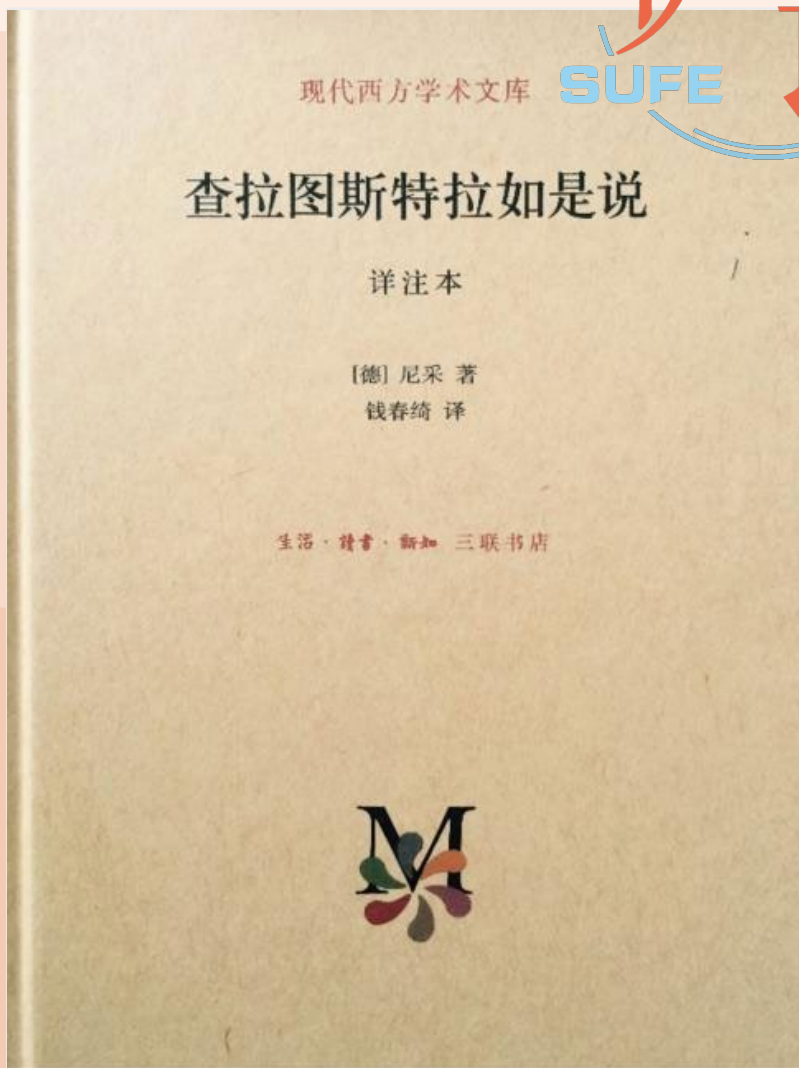 现代西方学术文库
SUFE
查拉图斯特拉如是说
详注本
[德] 尼采 著
钱春绮 译
生活·讀書·新知 三联书店
M